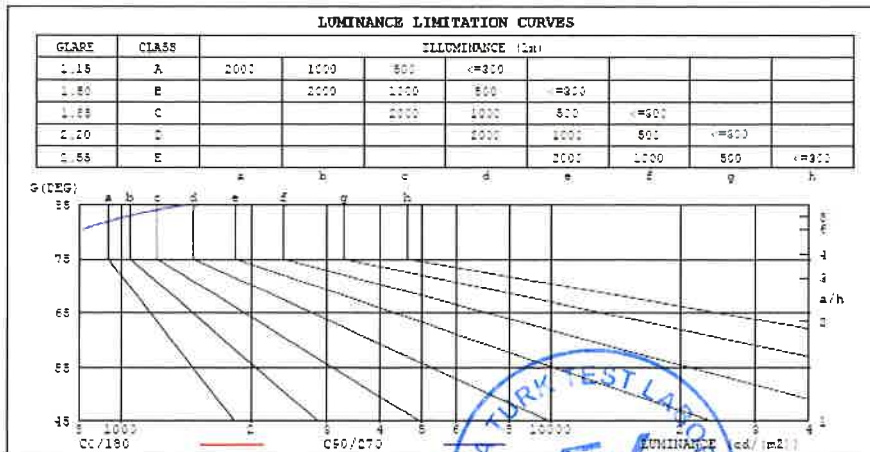 LUMINANCE LIMITATION CURVES
GLARE CLASS ILLUMINANCE (Lx)
1.15 A 2000 1000 500 <=300
1.50 B 2000 1000 500 <=300
1.85 C 2000 1000 500 <=300
2.20 D 2000 1000 500 <=300
2.55 E 2000 1000 500 <=300
a b c d e f g h
G(DEG)
85 a b c d e f g h
75
65 a/h
55
45
8 1000 2 3 4 5 6 8 10000 2 3 4
C0/180 C90/270 LUMINANCE (cd/(m2))
TURK TEST LABO